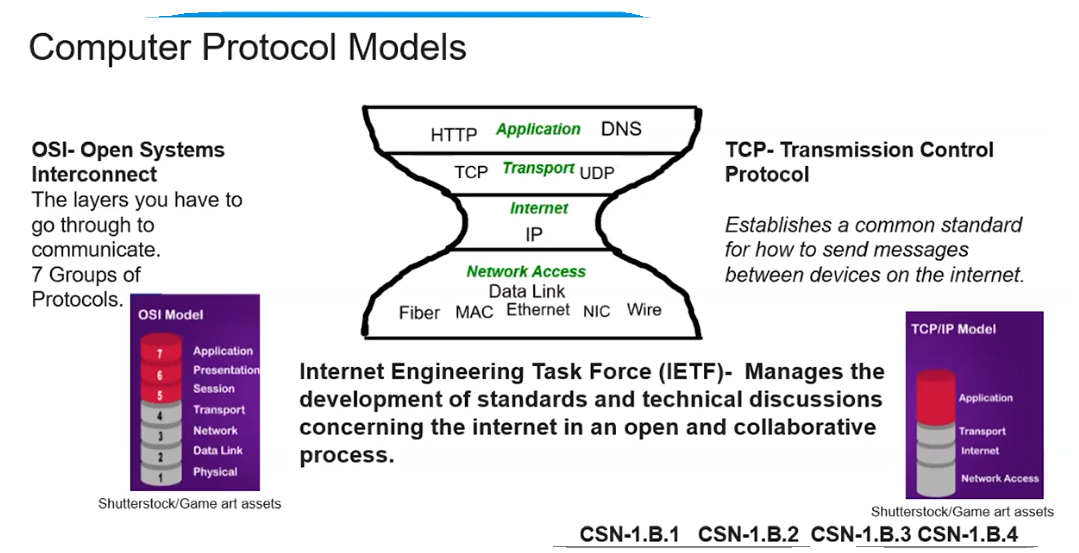 Computer Protocol Models
OSI- Open Systems
Interconnect
The layers you have to
go through to
communicate.
7 Groups of
Protocols.
OSI Model
7 Application
6 Presentation
5 Session
4 Transport
3 Network
2 Data Link
1 Physical
Shutterstock/Game art assets
HTTP Application DNS
TCP Transport UDP
Internet
IP
Network Access
Data Link
Fiber MAC Ethernet NIC Wire
Internet Engineering Task Force (IETF)- Manages the
development of standards and technical discussions
concerning the internet in an open and collaborative
process.
TCP- Transmission Control
Protocol
Establishes a common standard
for how to send messages
between devices on the internet.
TCP/IP Model
Application
Transport
Internet
Network Access
Shutterstock/Game art assets
CSN-1.B.1 CSN-1.B.2 CSN-1.B.3 CSN-1.B.4